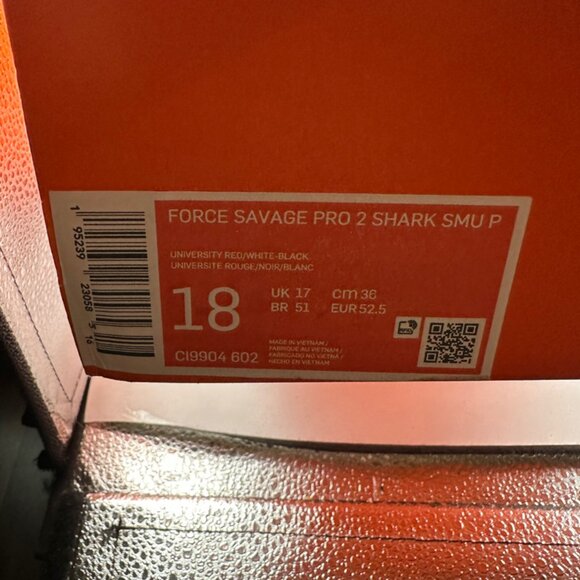 FORCE SAVAGE PRO 2 SHARK SMU P
UNIVERSITY RED/WHITE-BLACK
UNIVERSITE ROUGE/NOIR/BLANC
18
UK 17 cm 36
BR 51 EUR 52.5
CI9904 602
MADE IN VIETNAM /
FABRIQUE AU VIETNAM /
FABRICADO NO VIETNÃ /
HECHO EN VIETNAM
1 95239 23058